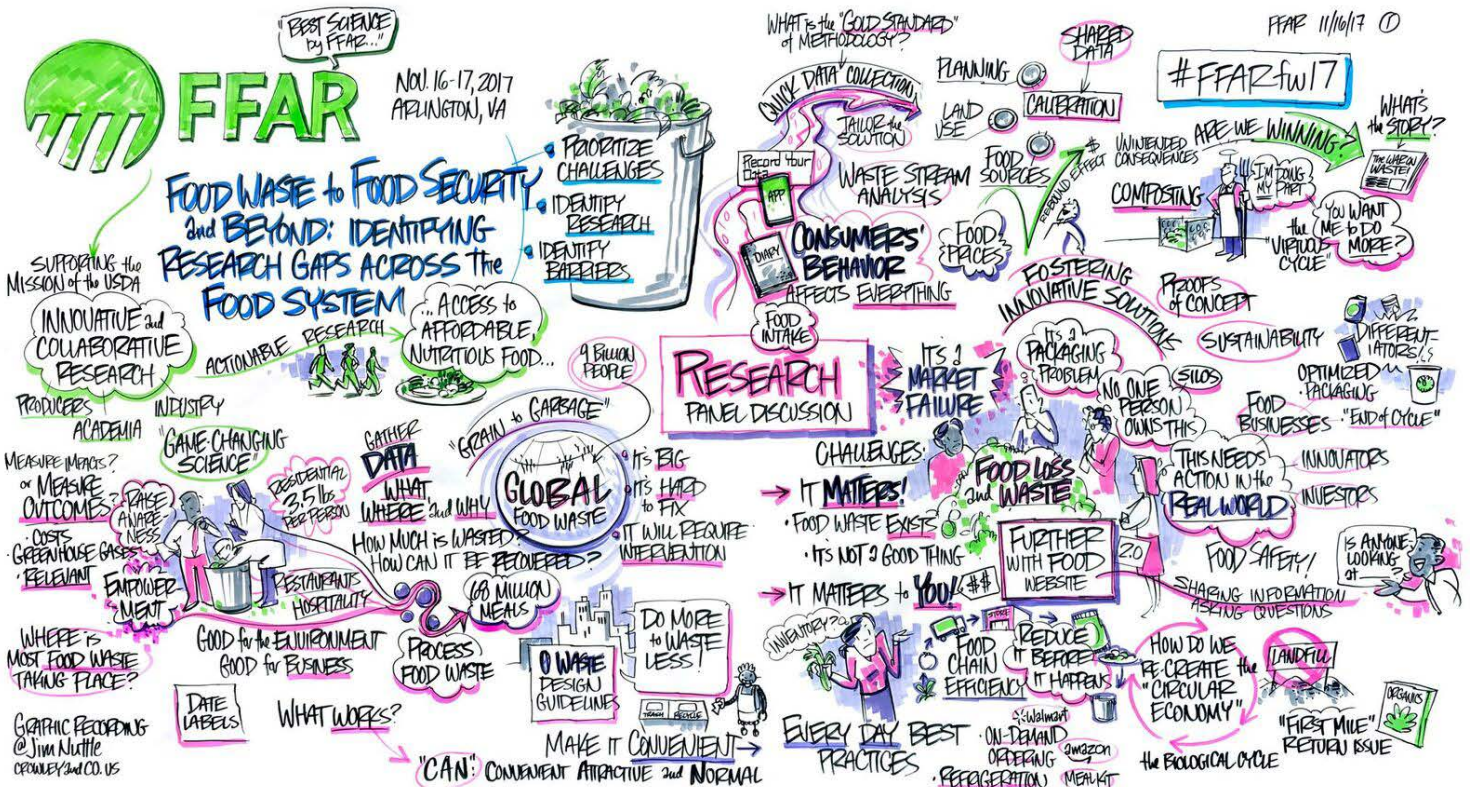 "BEST SCIENCE
by FFAR..."
FFAR
NOV. 16-17, 2017
ARLINGTON, VA
FOOD WASTE to FOOD SECURITY
and BEYOND: IDENTIFYING
RESEARCH GAPS ACROSS the
FOOD SYSTEM
PRIORITIZE
CHALLENGES
IDENTIFY
RESEARCH
IDENTIFY
BARRIERS
SUPPORTING the
MISSION of the USDA
INNOVATIVE and
COLLABORATIVE
RESEARCH
PRODUCERS
INDUSTRY
ACADEMIA
ACTIONABLE RESEARCH
...ACCESS to
AFFORDABLE,
NUTRITIOUS FOOD...
"GAME-CHANGING
SCIENCE"
MEASURE IMPACTS?
or MEASURE
OUTCOMES?
· COSTS
· GREENHOUSE GASES
· RELEVANT
RAISE
AWARE-
NESS
EMPOWER-
MENT
RESIDENTIAL
3.5 lbs
PER PERSON
RESTAURANTS
HOSPITALITY
GATHER
DATA
WHAT,
WHERE and WHY
HOW MUCH is WASTED?
HOW CAN IT BE RECOVERED?
68 MILLION
MEALS
PROCESS
FOOD WASTE
GOOD for the ENVIRONMENT
GOOD for BUSINESS
WHERE is
MOST FOOD WASTE
TAKING PLACE?
DATE
LABELS
WHAT WORKS?
"CAN": CONVENIENT ATTRACTIVE and NORMAL
GRAPHIC RECORDING
@Jim Nuttle
CROWLEY and CO. US
"GRAIN to GARBAGE"
9 BILLION
PEOPLE
GLOBAL
FOOD WASTE
IT'S BIG
IT'S HARD
to FIX
IT WILL REQUIRE
INTERVENTION
0 WASTE
DESIGN
GUIDELINES
DO MORE
to WASTE
LESS!
TRASH
RECYCLE
MAKE IT CONVENIENT
WHAT is the "GOLD STANDARD"
of METHODOLOGY?
QUICK DATA COLLECTION
TAILOR the
SOLUTION
Record Your
Data
APP
DIARY
WASTE STREAM
ANALYSIS
CONSUMERS'
BEHAVIOR
AFFECTS EVERYTHING
FOOD
INTAKE
RESEARCH
PANEL DISCUSSION
PLANNING
LAND
USE
FOOD
SOURCES
SHARED
DATA
CALIBRATION
FOOD
PRICES
$
REBOUND EFFECT
FFAR 11/16/17 1
#FFARfw17
ARE WE WINNING?
WHAT'S
the STORY?
THE WAR ON
WASTE!
UNINTENDED
CONSEQUENCES
COMPOSTING
I'M DOING
MY PART
YOU WANT
ME to DO
MORE?
the
"VIRTUOUS
CYCLE"
FOSTERING
INNOVATIVE SOLUTIONS
PROOFS
of CONCEPT
SUSTAINABILITY
DIFFERENT-
IATORS!
OPTIMIZED
PACKAGING
"END of CYCLE"
IT'S a
MARKET
FAILURE
IT'S a
PACKAGING
PROBLEM
NO ONE
PERSON
OWNS THIS
SILOS
FOOD
BUSINESSES
INNOVATORS
INVESTORS
THIS NEEDS
ACTION in the
REAL WORLD
CHALLENGES:
IT MATTERS!
· FOOD WASTE EXISTS
· IT'S NOT a GOOD THING
IT MATTERS to YOU!
$$
FOOD LOSS
and WASTE
FURTHER
WITH FOOD
WEBSITE
2.0
FOOD SAFETY!
SHARING INFORMATION
ASKING QUESTIONS
IS ANYONE
LOOKING
at ___?
INVENTORY?
EVERY DAY BEST
PRACTICES
STORE
FOOD
CHAIN
EFFICIENCY
REDUCE
IT BEFORE
IT HAPPENS
Walmart
· ON-DEMAND
ORDERING
amazon
· REFRIGERATION
MEALKIT
HOW DO WE
RE-CREATE the
"CIRCULAR
ECONOMY"
the BIOLOGICAL CYCLE
LANDFILL
"FIRST MILE"
RETURN ISSUE
ORGANICS